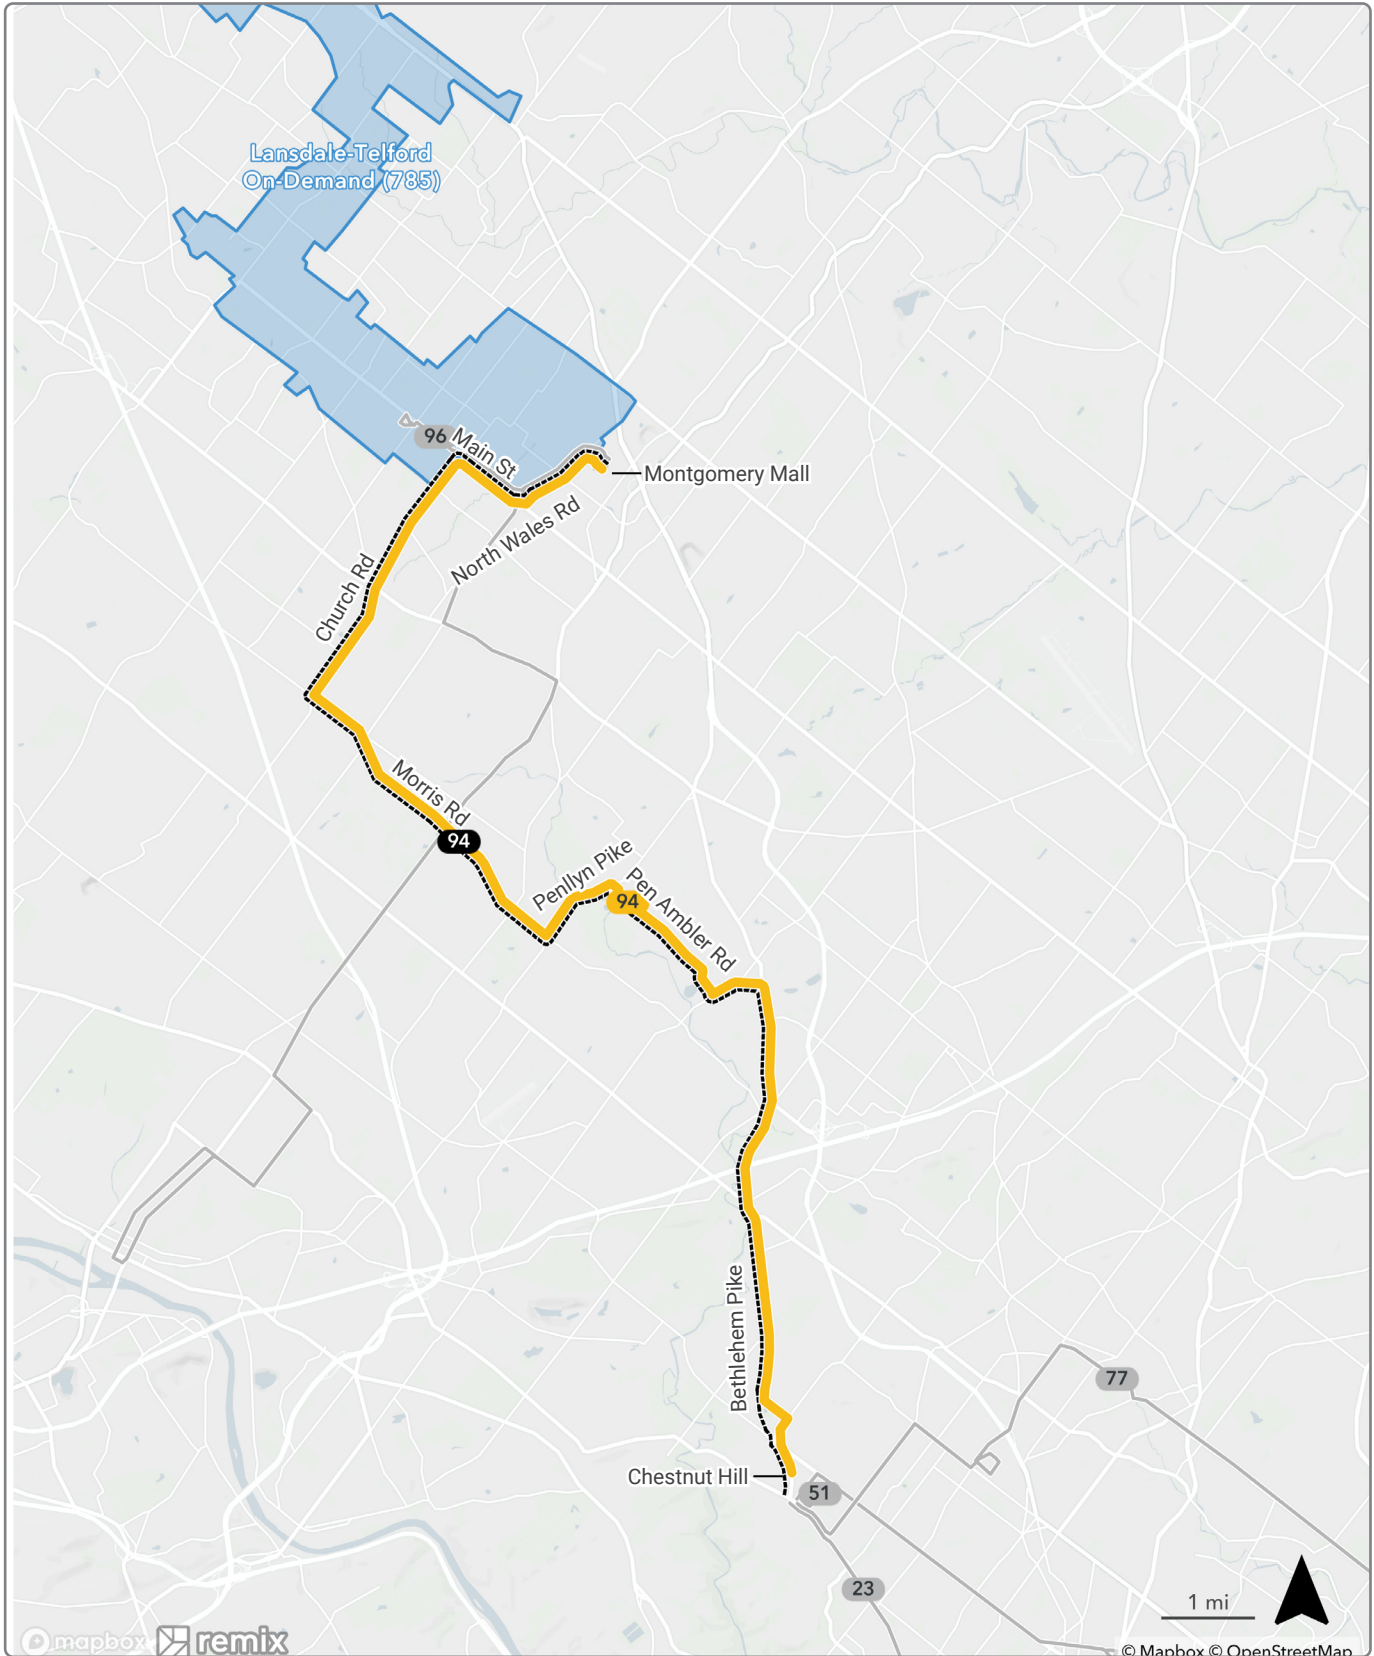 Lansdale-Telford
On-Demand (785)
96
Main St
Montgomery Mall
North Wales Rd
Church Rd
Morris Rd
94
Penllyn Pike
Pen Ambler Rd
94
Bethlehem Pike
77
Chestnut Hill
51
23
1 mi
mapbox remix
© Mapbox © OpenStreetMap